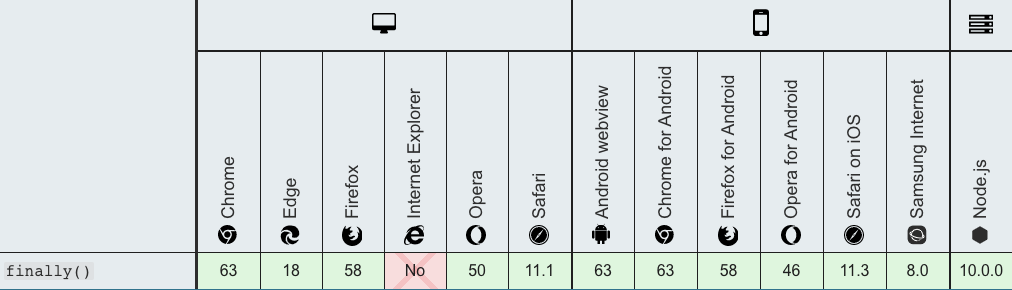 Chrome
Edge
Firefox
Internet Explorer
Opera
Safari
Android webview
Chrome for Android
Firefox for Android
Opera for Android
Safari on iOS
Samsung Internet
Node.js
finally() 63 18 58 No 50 11.1 63 63 58 46 11.3 8.0 10.0.0